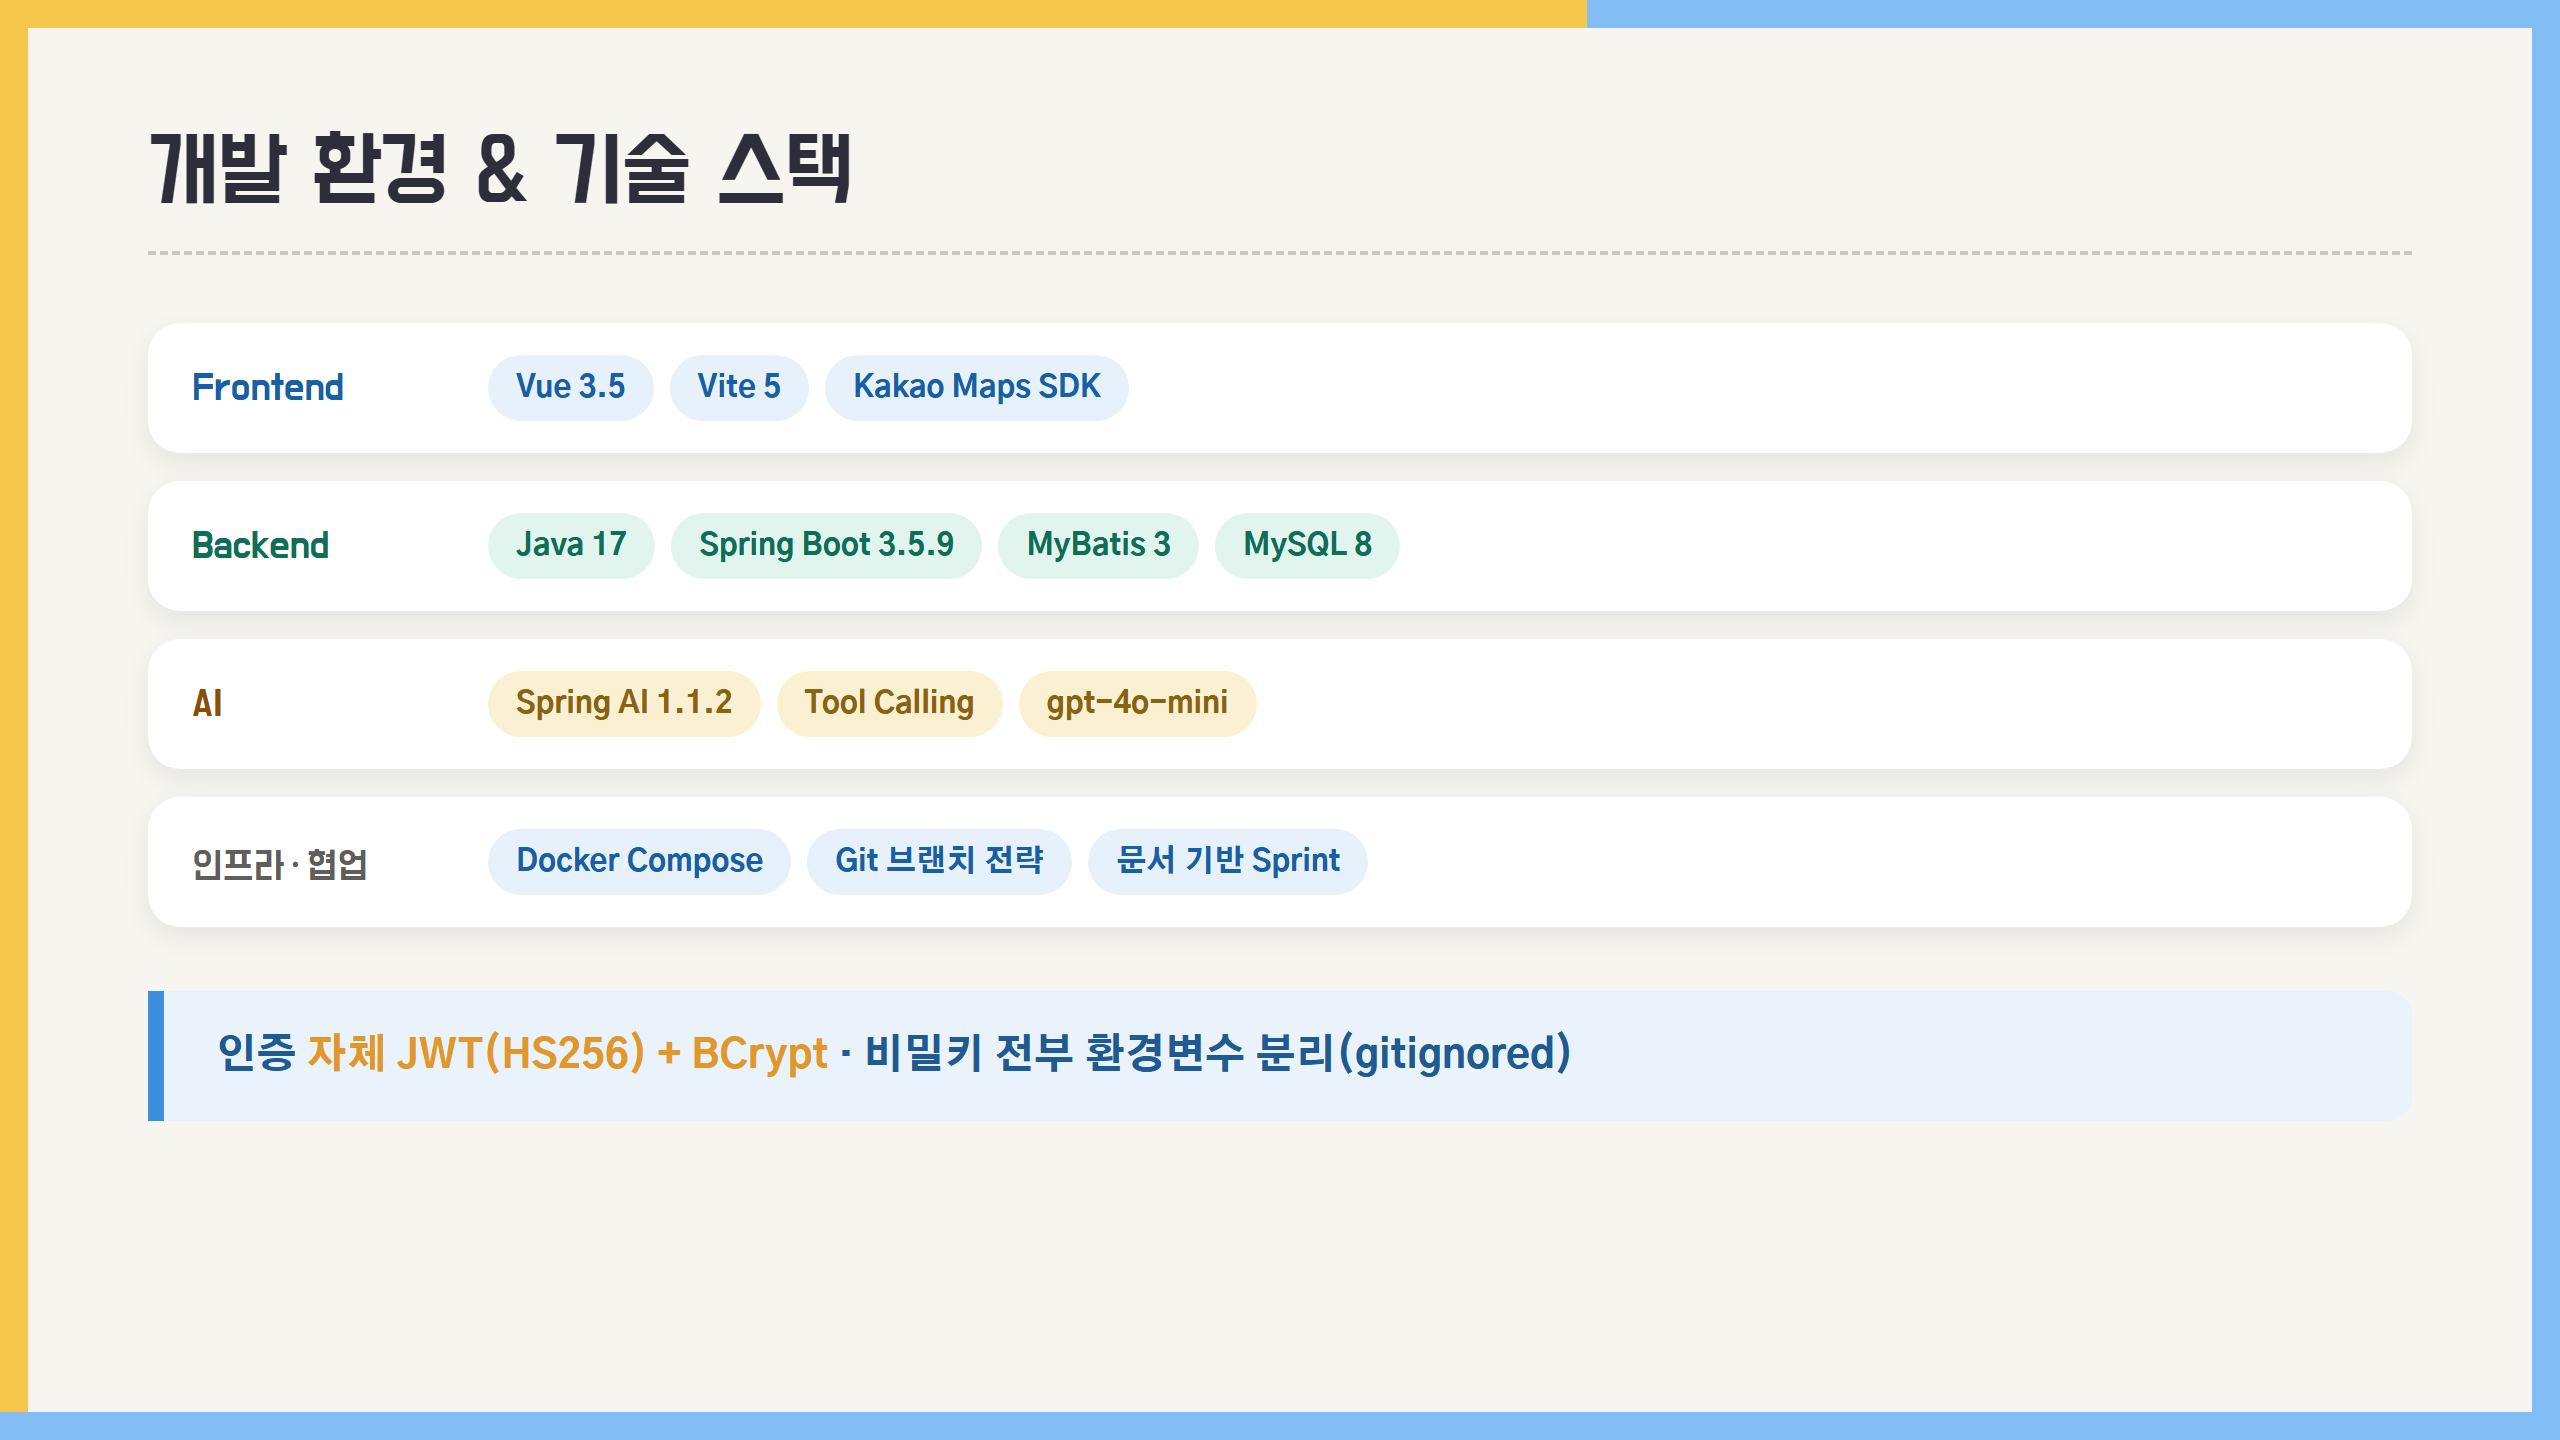 개발 환경 & 기술 스택
Frontend Vue 3.5 Vite 5 Kakao Maps SDK
Backend Java 17 Spring Boot 3.5.9 MyBatis 3 MySQL 8
AI Spring AI 1.1.2 Tool Calling gpt-4o-mini
인프라 · 협업 Docker Compose Git 브랜치 전략 문서 기반 Sprint
인증 자체 JWT(HS256) + BCrypt · 비밀키 전부 환경변수 분리(gitignored)